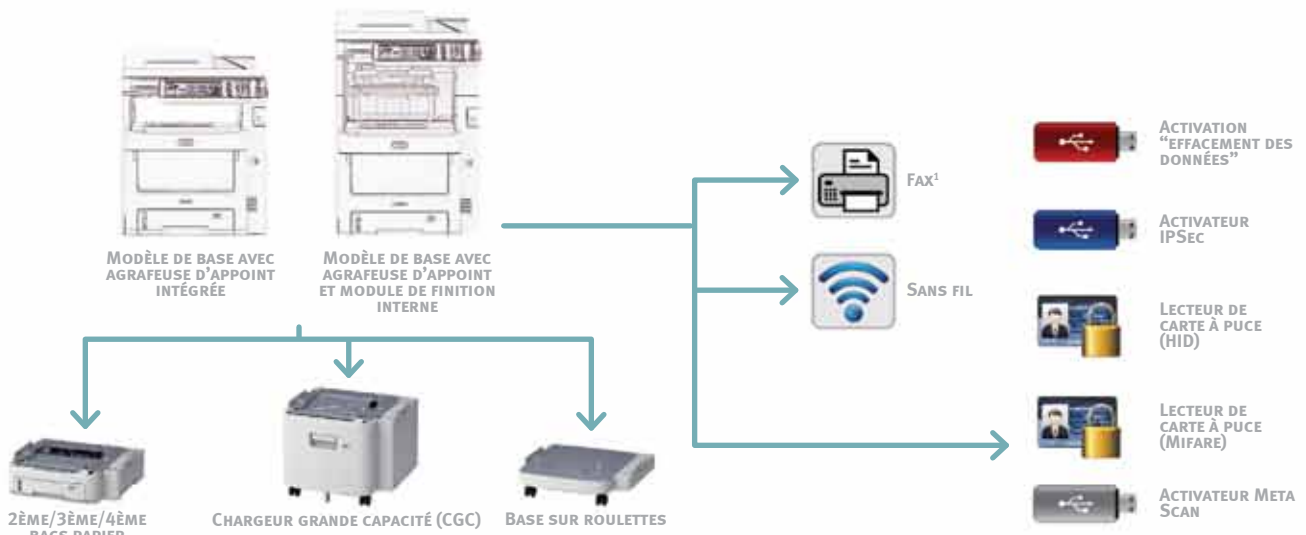 Modèle de base avec
agrafeuse d'appoint
intégrée
Modèle de base avec
agrafeuse d'appoint
et module de finition
interne
Fax¹
Sans fil
Activation
“effacement des
données”
Activateur
IPSec
Lecteur de
carte à puce
(HID)
Lecteur de
carte à puce
(Mifare)
Activateur Meta
Scan
2ème/3ème/4ème
bacs papier
Chargeur grande capacité (CGC)
Base sur roulettes